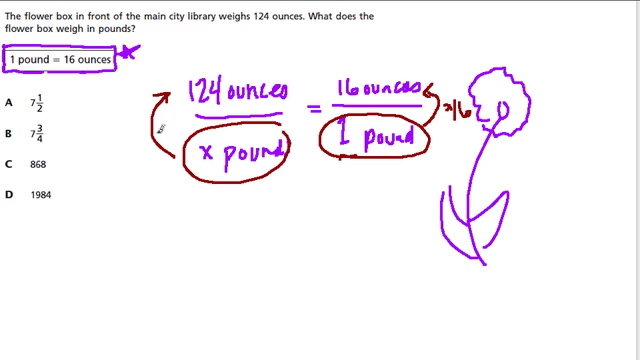 The flower box in front of the main city library weighs 124 ounces. What does the
flower box weigh in pounds?
1 pound = 16 ounces
A 7 1/2
B 7 3/4
C 868
D 1984
124 ounces = 16 ounces
x pound 1 pound
×16